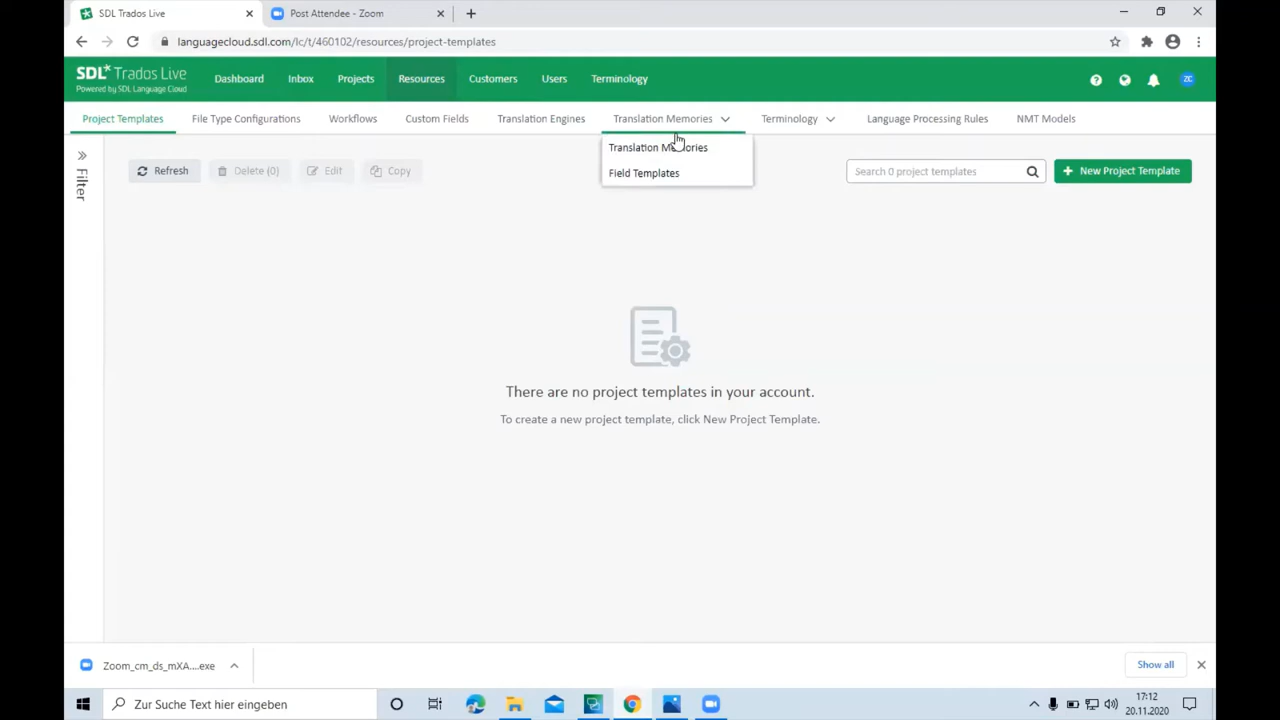 SDL Trados Live
Post Attendee - Zoom
languagecloud.sdl.com/lc/t/460102/resources/project-templates
SDL* Trados Live
Powered by SDL Language Cloud
Dashboard
Inbox
Projects
Resources
Customers
Users
Terminology
ZC
Project Templates
File Type Configurations
Workflows
Custom Fields
Translation Engines
Translation Memories
Terminology
Language Processing Rules
NMT Models
Translation Memories
Field Templates
Filter
Refresh
Delete (0)
Edit
Copy
Search 0 project templates
+ New Project Template
There are no project templates in your account.
To create a new project template, click New Project Template.
Zoom_cm_ds_mXA....exe
Show all
Zur Suche Text hier eingeben
17:12
20.11.2020